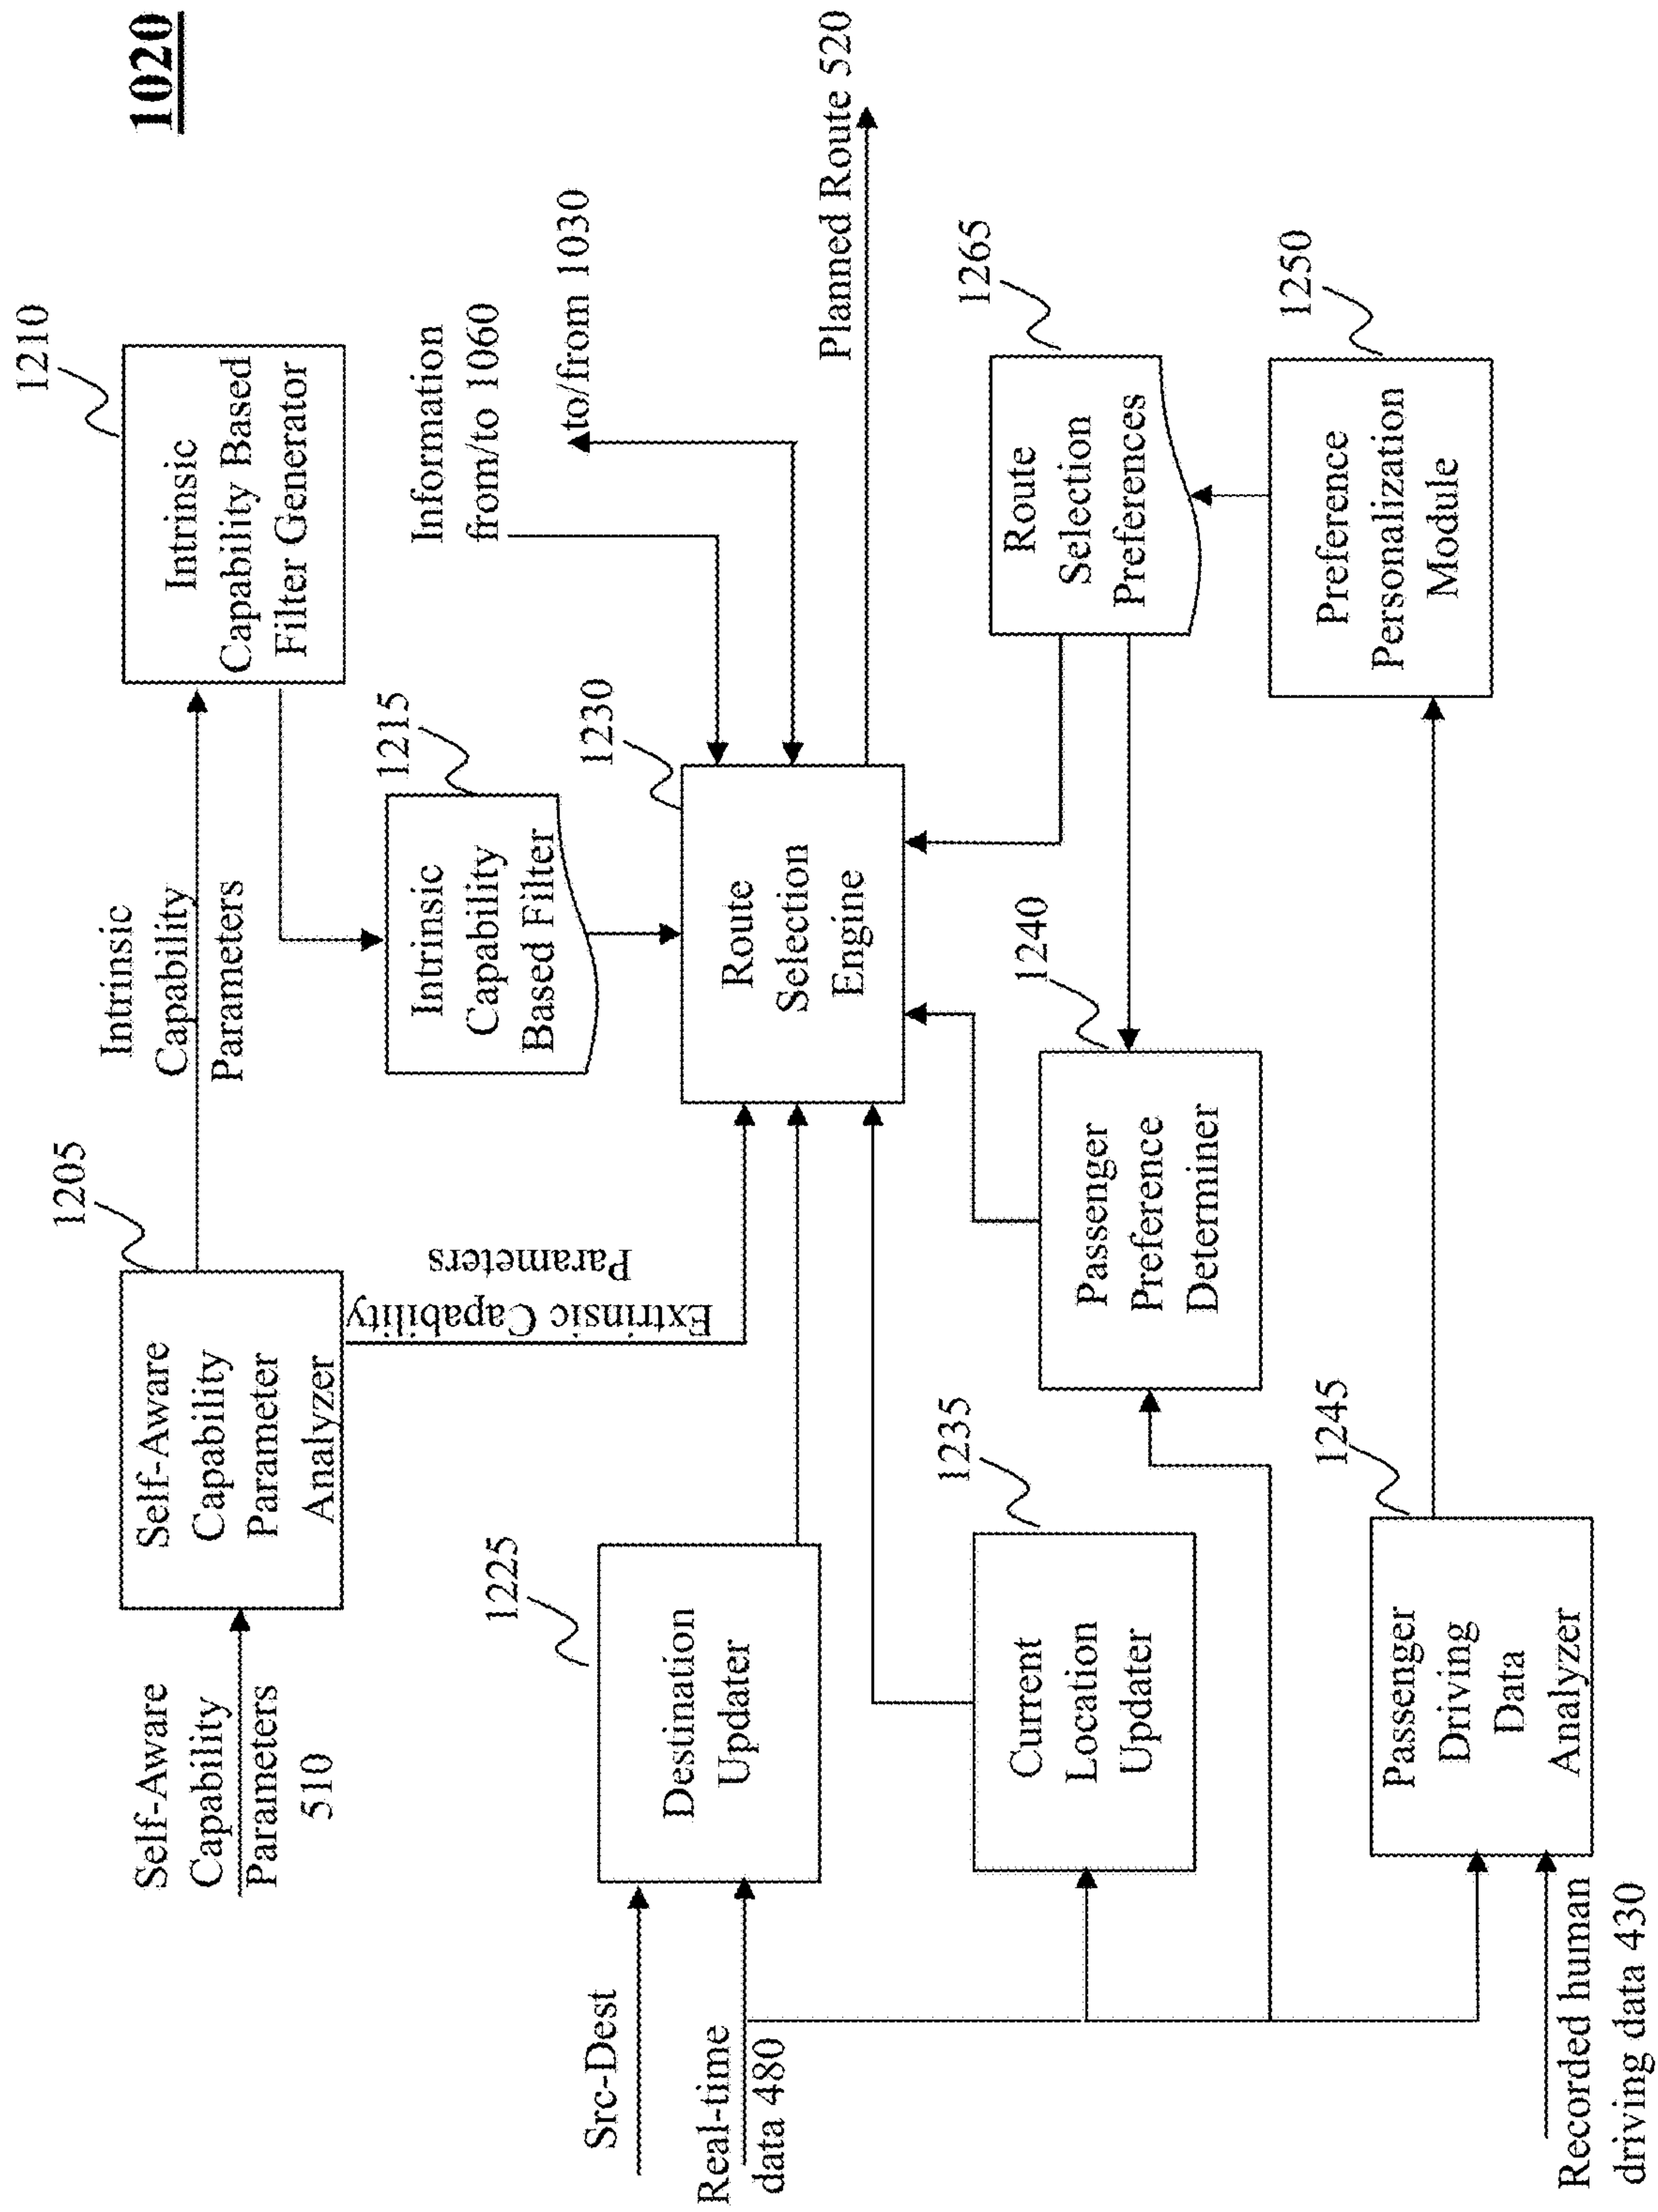 1020
1210
Intrinsic
Capability Based
Filter Generator
Intrinsic
Capability
Parameters
1205
Self-Aware
Capability
Parameter
Analyzer
Self-Aware
Capability
Parameters
510
Extrinsic Capability
Parameters
1215
Intrinsic
Capability
Based Filter
Information
from/to 1060
to/from 1030
1230
Route
Selection
Engine
Planned Route 520
1225
Destination
Updater
Src-Dest
Real-time
data 480
1235
Current
Location
Updater
1240
Passenger
Preference
Determiner
1265
Route
Selection
Preferences
1250
Preference
Personalization
Module
1245
Passenger
Driving
Data
Analyzer
Recorded human
driving data 430